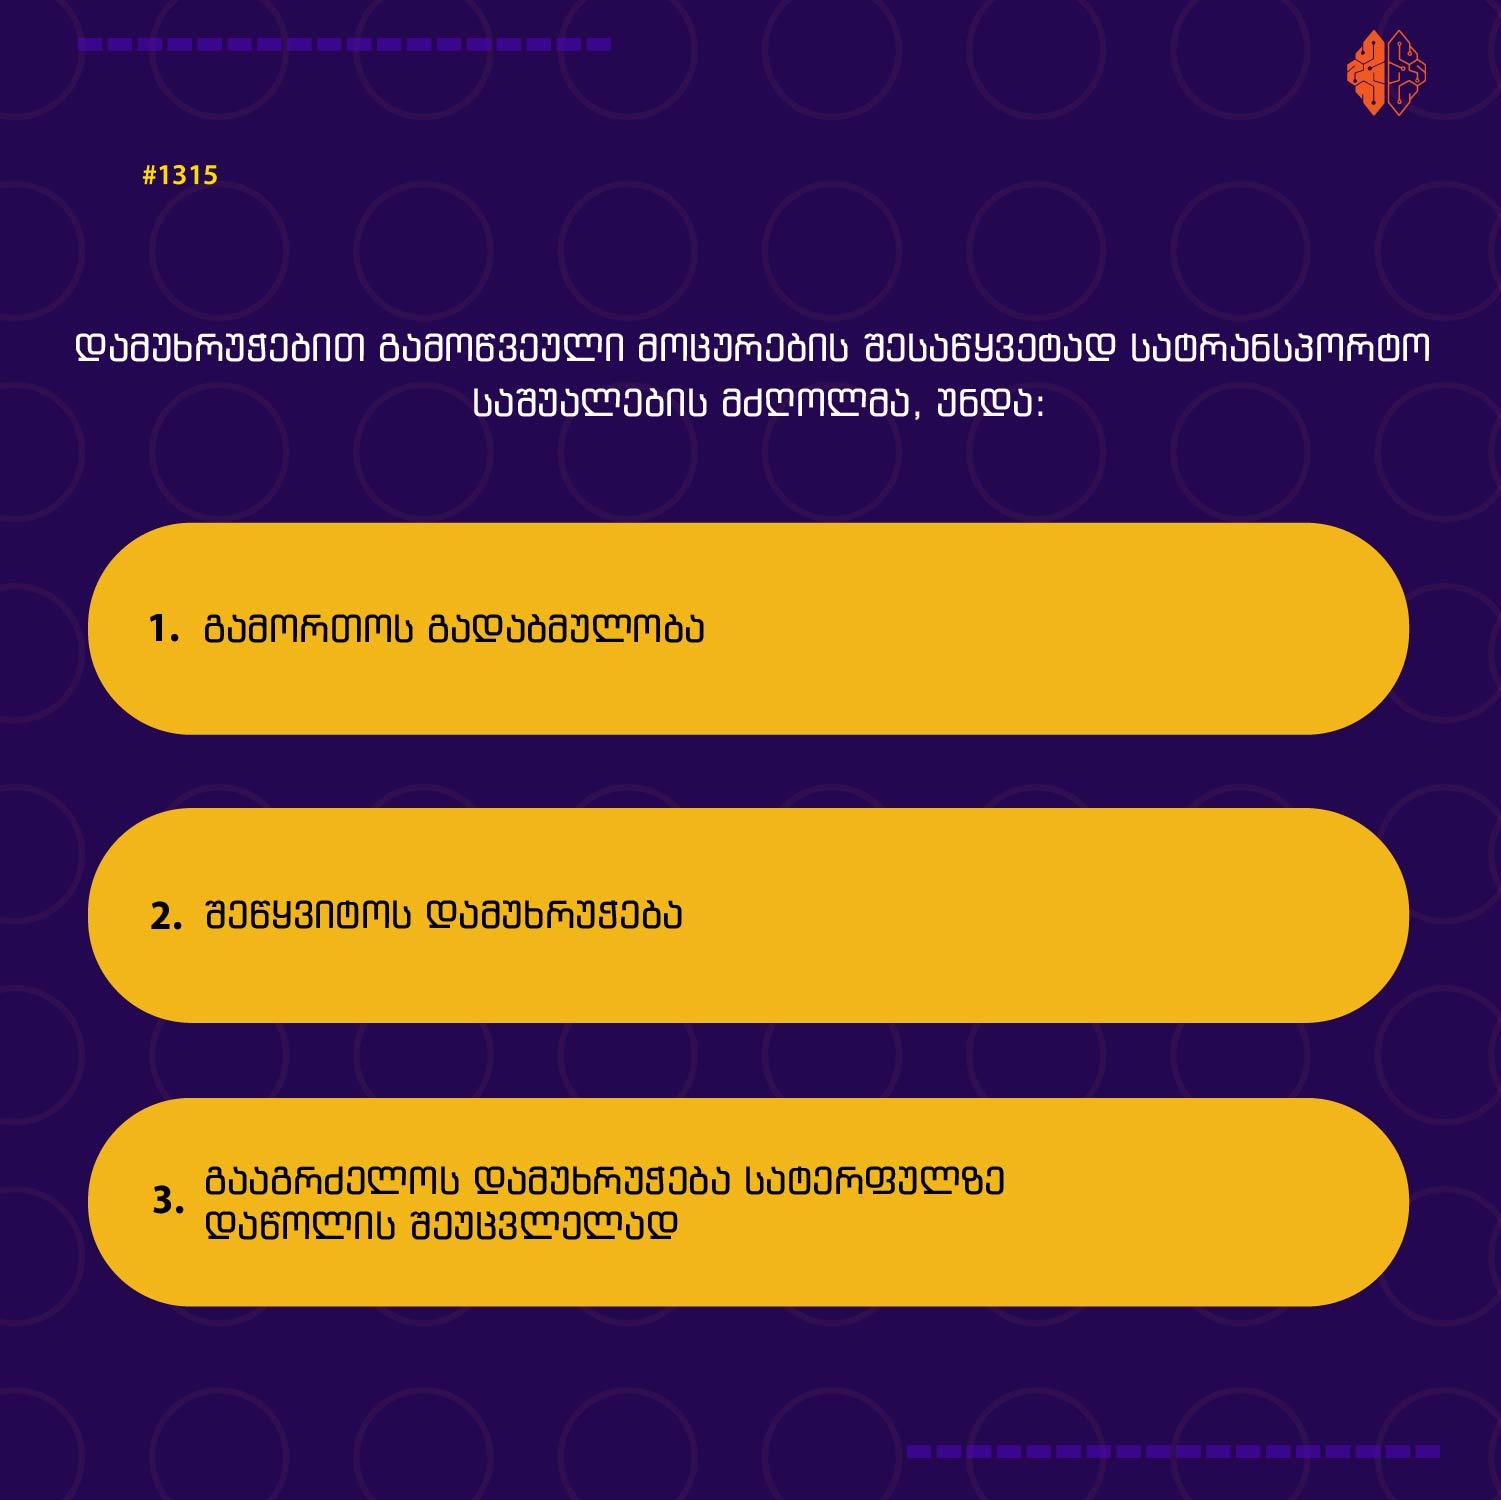 #1315
დამუხრუჭებით გამოწვეული მოცურების შესაწყვეტად სატრანსპორტო
საშუალების მძღოლმა, უნდა:
1. გამორთოს გადაბმულობა
2. შეწყვიტოს დამუხრუჭება
3. გააგრძელოს დამუხრუჭება სატერფულზე
დაწოლის შეუცვლელად